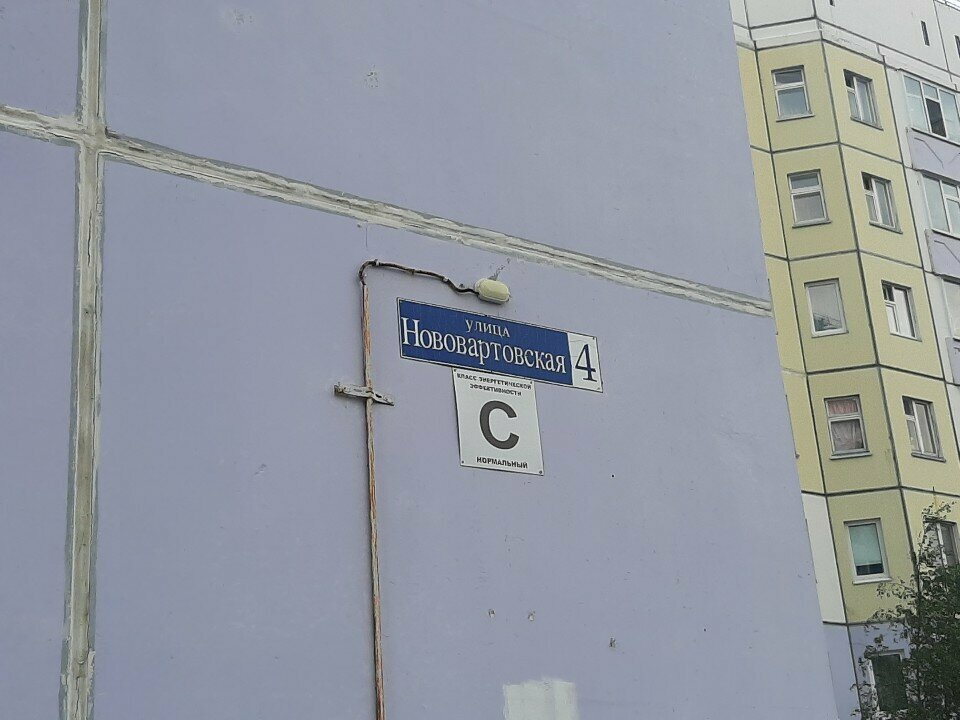 УЛИЦА
Нововартовская 4
КЛАСС ЭНЕРГЕТИЧЕСКОЙ
ЭФФЕКТИВНОСТИ
C
НОРМАЛЬНЫЙ